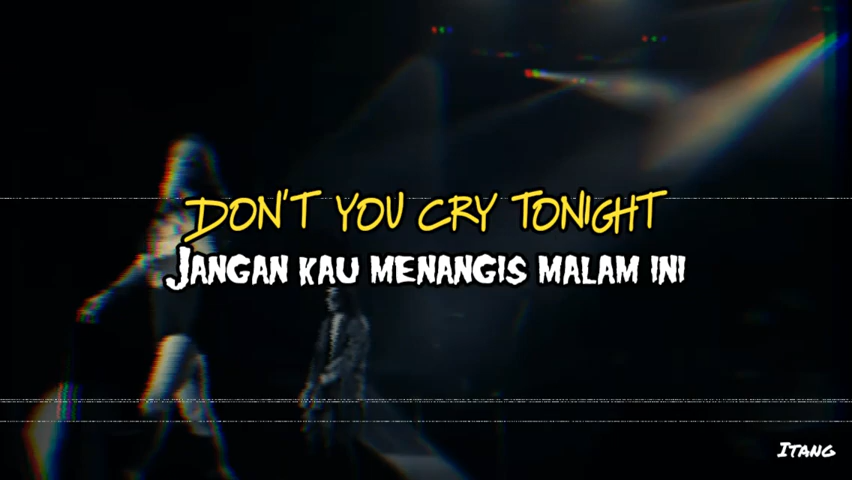 DON'T YOU CRY TONIGHT
JANGAN KAU MENANGIS MALAM INI
ITANG